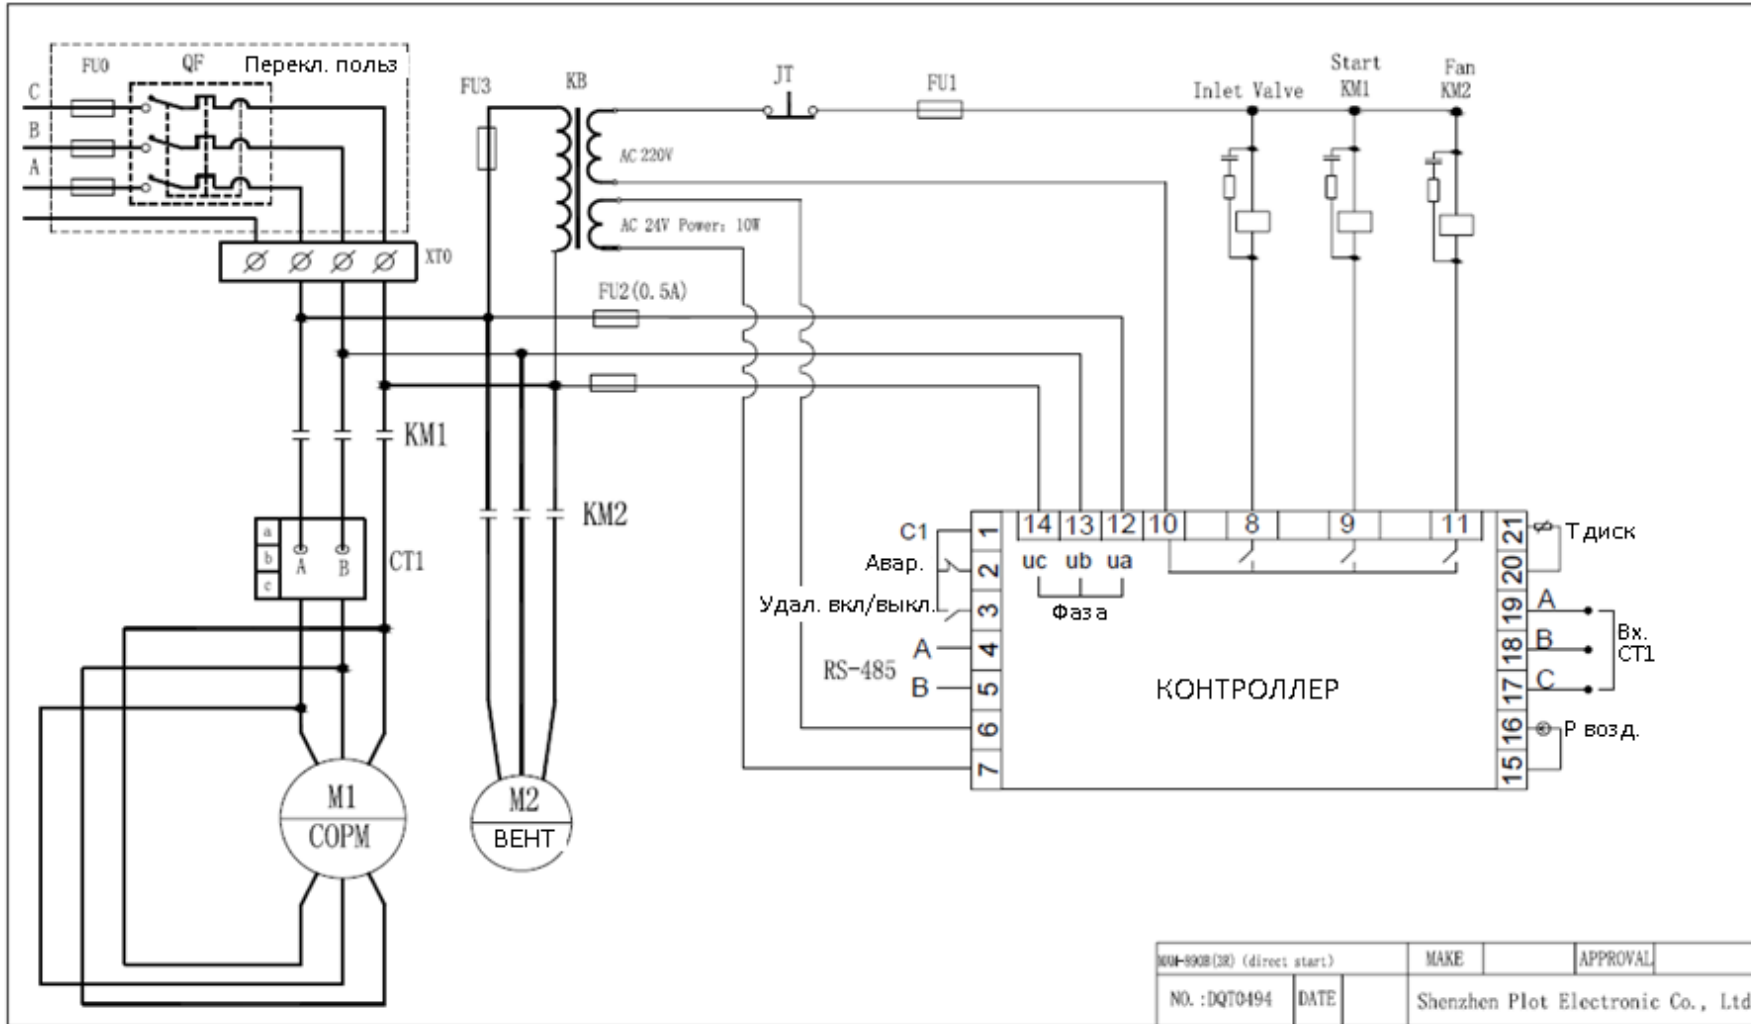 FU0
QF
Перекл. польз
C
B
A
XT0
FU3
KB
JT
FU1
Inlet Valve
Start
KM1
Fan
KM2
AC 220V
AC 24V Power: 10W
FU2(0.5A)
KM1
KM2
a
b
c
A
B
CT1
M1
COPM
M2
ВЕНТ
C1
Авар.
Удал. вкл/выкл.
A
RS-485
B
1
2
3
4
5
6
7
14
13
12
10
8
9
11
uc
ub
ua
Фаза
КОНТРОЛЛЕР
21
20
19
18
17
16
15
Т диск
A
B
C
Вх.
СТ1
Р возд.
MAM-890B(3R) (direct start)
MAKE
APPROVAL
NO.:DQT0494
DATE
Shenzhen Plot Electronic Co., Ltd